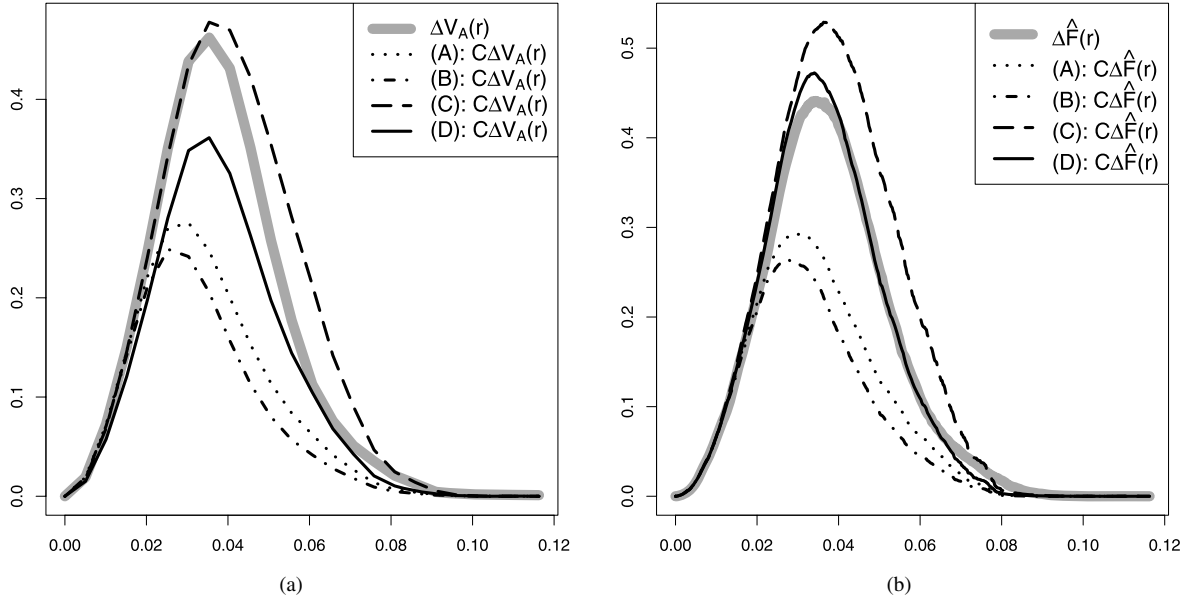 0.0 0.1 0.2 0.3 0.4
0.00 0.02 0.04 0.06 0.08 0.10 0.12
ΔV_A(r)
(A): CΔV_A(r)
(B): CΔV_A(r)
(C): CΔV_A(r)
(D): CΔV_A(r)
(a)
0.0 0.1 0.2 0.3 0.4 0.5
0.00 0.02 0.04 0.06 0.08 0.10 0.12
ΔF̂(r)
(A): CΔF̂(r)
(B): CΔF̂(r)
(C): CΔF̂(r)
(D): CΔF̂(r)
(b)